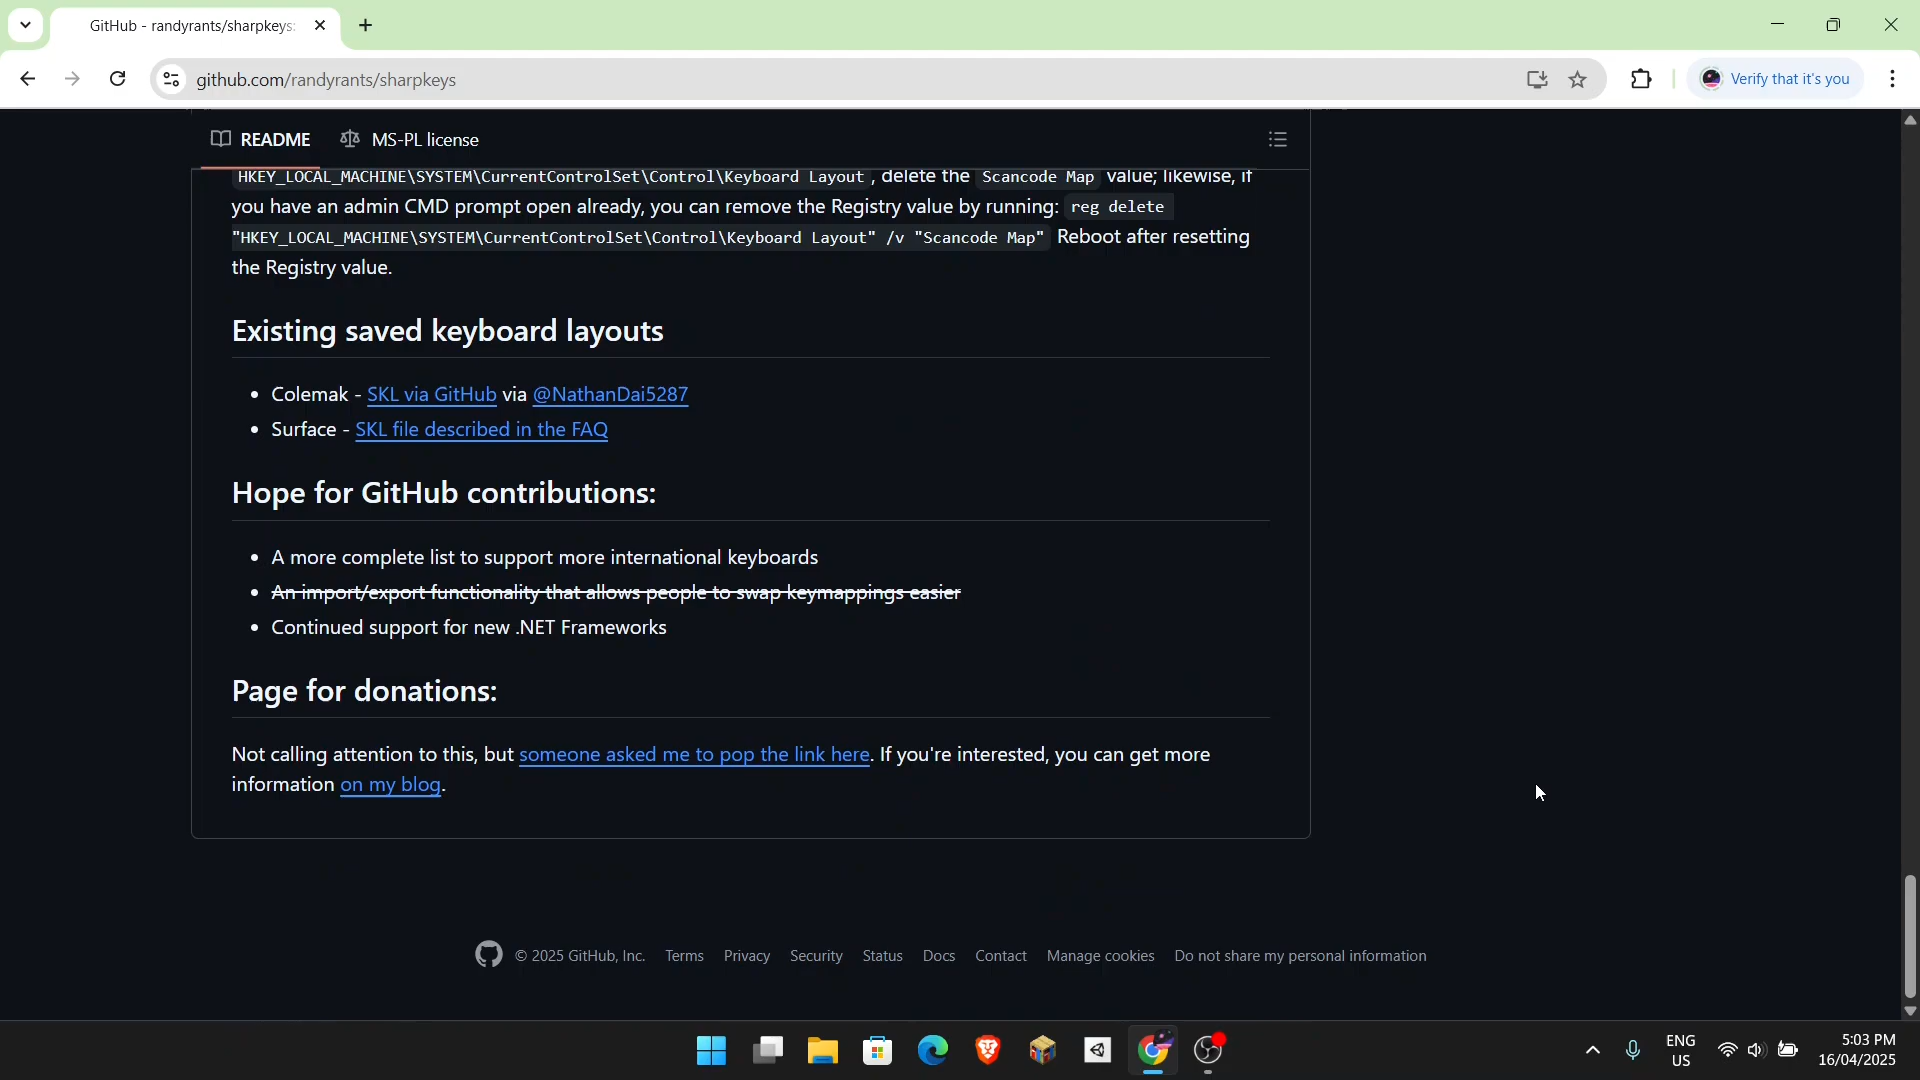 GitHub - randyrants/sharpkeys:
github.com/randyrants/sharpkeys
Verify that it's you
README
MS-PL license
HKEY_LOCAL_MACHINE\SYSTEM\CurrentControlSet\Control\Keyboard Layout , delete the Scancode Map value; likewise, if
you have an admin CMD prompt open already, you can remove the Registry value by running: reg delete
"HKEY_LOCAL_MACHINE\SYSTEM\CurrentControlSet\Control\Keyboard Layout" /v "Scancode Map" Reboot after resetting
the Registry value.
Existing saved keyboard layouts
• Colemak - SKL via GitHub via @NathanDai5287
• Surface - SKL file described in the FAQ
Hope for GitHub contributions:
• A more complete list to support more international keyboards
• An import/export functionality that allows people to swap keymappings easier
• Continued support for new .NET Frameworks
Page for donations:
Not calling attention to this, but someone asked me to pop the link here. If you're interested, you can get more
information on my blog.
© 2025 GitHub, Inc. Terms Privacy Security Status Docs Contact Manage cookies Do not share my personal information
ENG
US
5:03 PM
16/04/2025